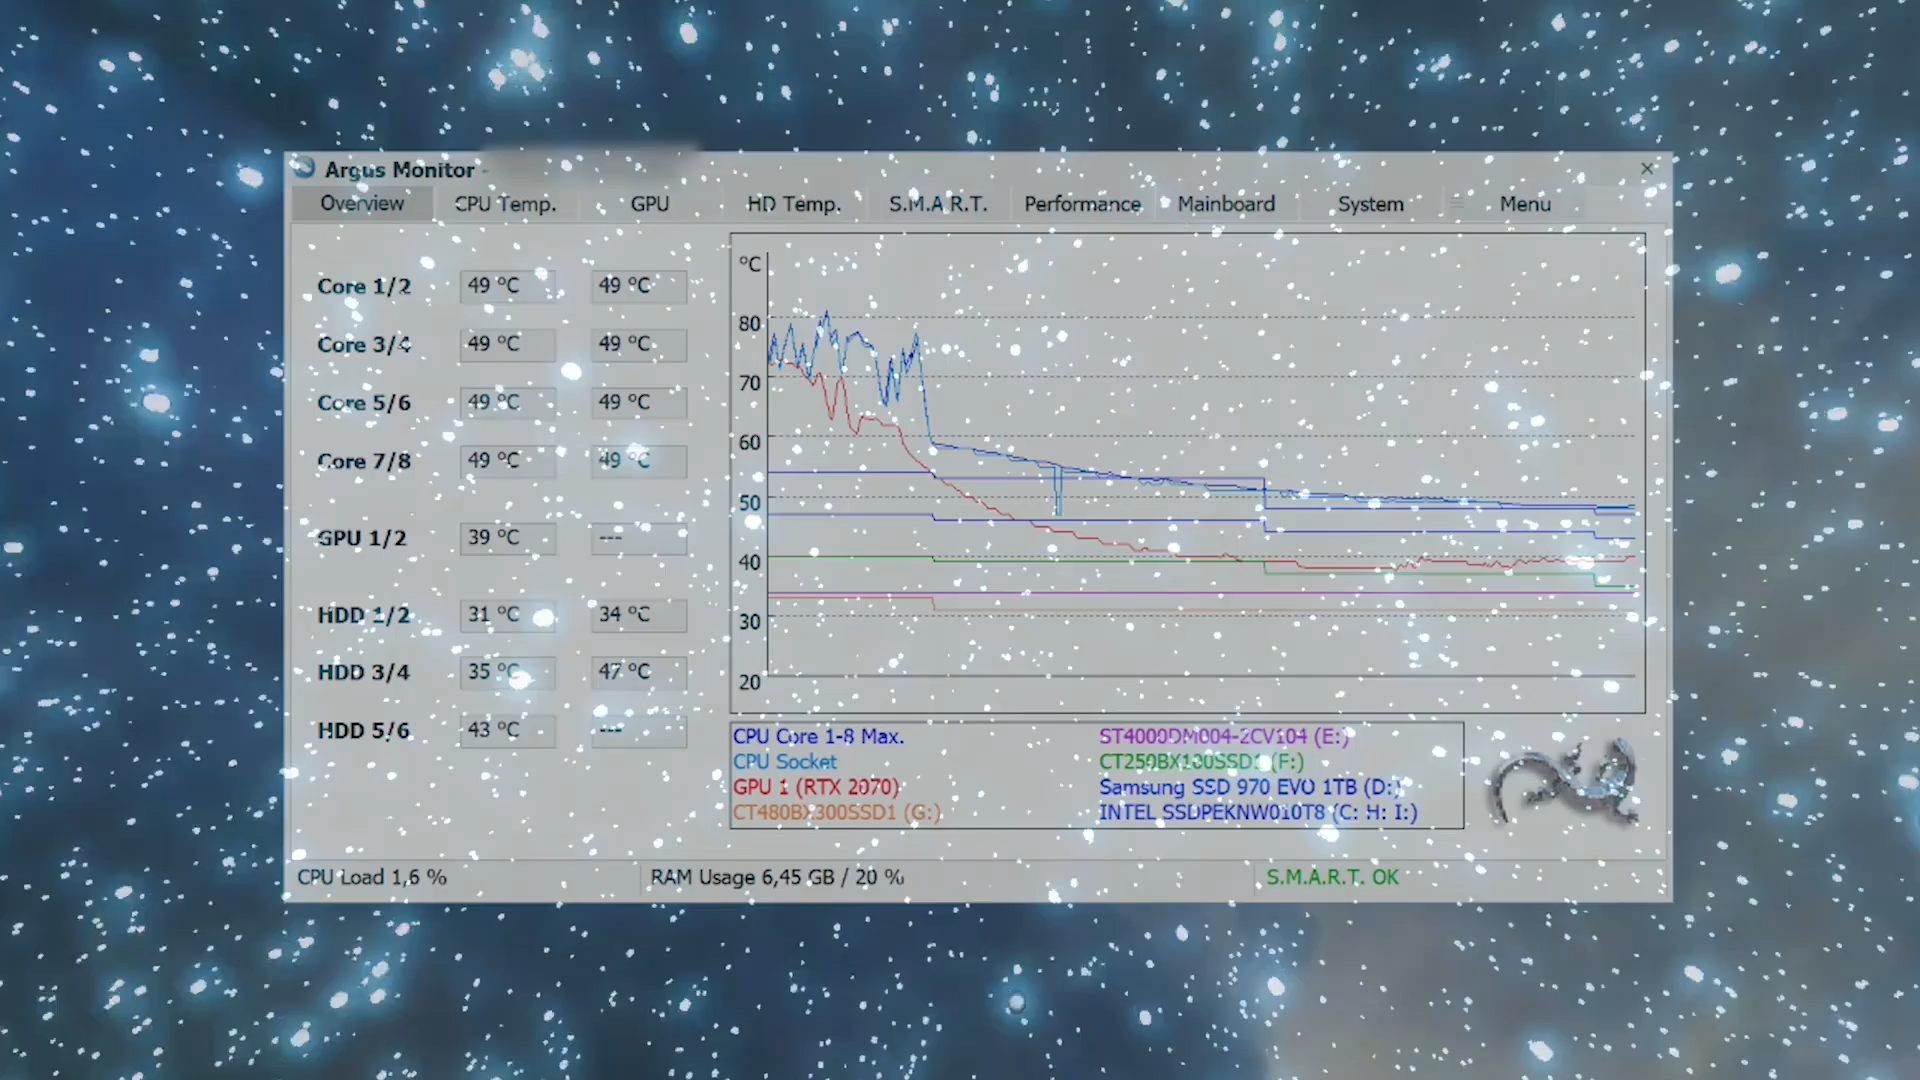 Argus Monitor -
Overview CPU Temp. GPU HD Temp. S.M.A.R.T. Performance Mainboard System Menu
Core 1/2 49 °C 49 °C
Core 3/4 49 °C 49 °C
Core 5/6 49 °C 49 °C
Core 7/8 49 °C 49 °C
GPU 1/2 39 °C ---
HDD 1/2 31 °C 34 °C
HDD 3/4 35 °C 47 °C
HDD 5/6 43 °C ---
°C
80
70
60
50
40
30
20
CPU Core 1-8 Max.
CPU Socket
GPU 1 (RTX 2070)
CT480BX300SSD1 (G:)
ST4000DM004-2CV104 (E:)
CT250BX100SSD1 (F:)
Samsung SSD 970 EVO 1TB (D:)
INTEL SSDPEKNW010T8 (C: H: I:)
CPU Load 1,6 % RAM Usage 6,45 GB / 20 % S.M.A.R.T. OK